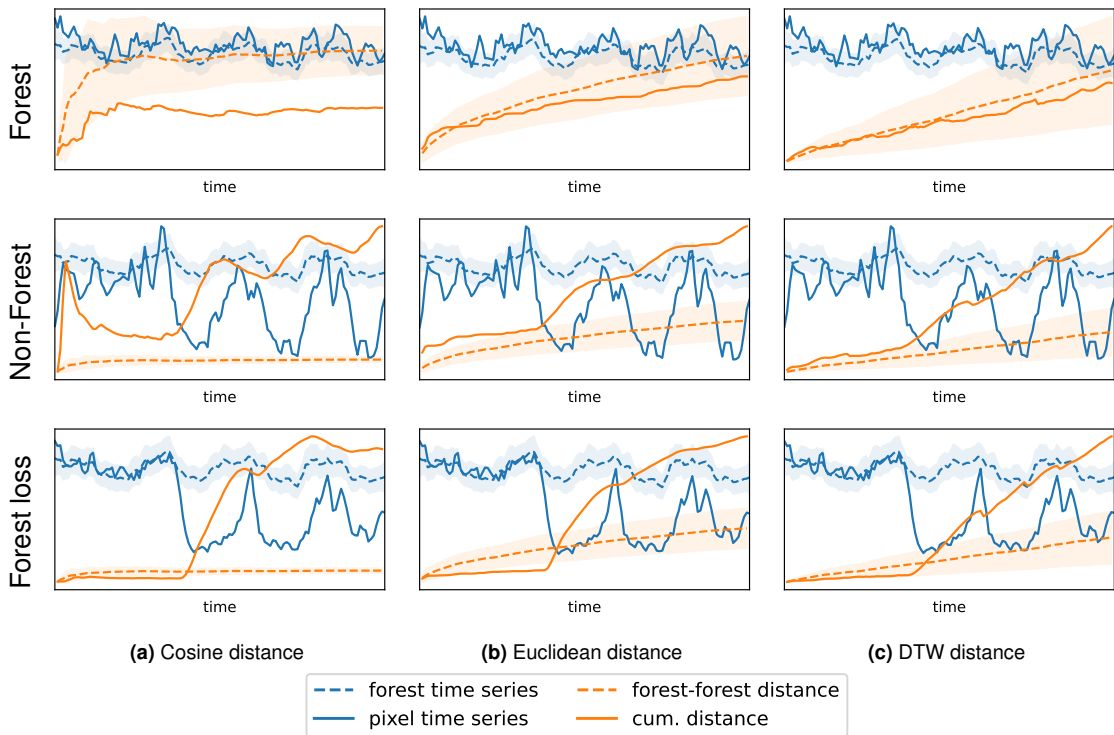 Forest
time
time
time
Non-Forest
time
time
time
Forest loss
time
time
time
(a) Cosine distance
(b) Euclidean distance
(c) DTW distance
forest time series
forest-forest distance
pixel time series
cum. distance